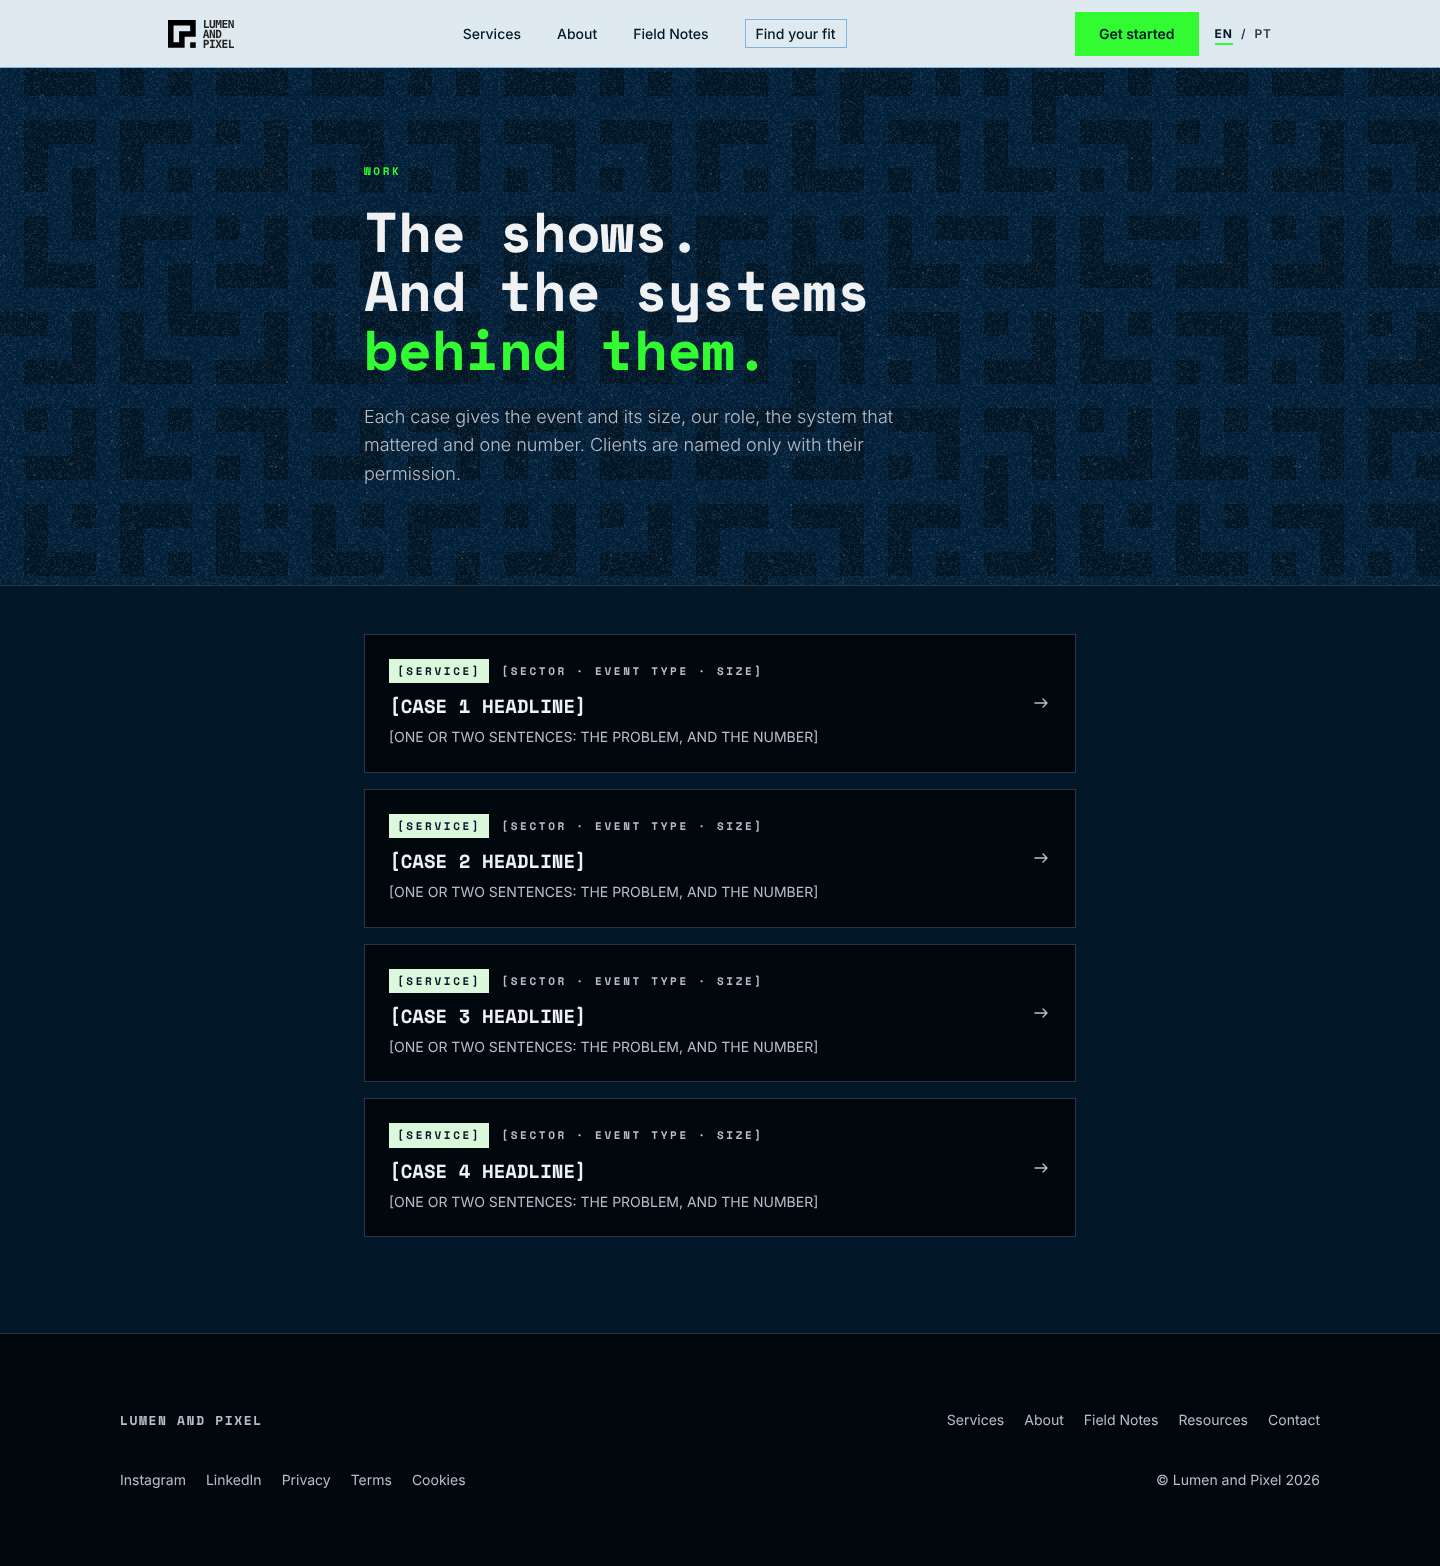 LUMEN
AND
PIXEL
Services About Field Notes Find your fit
Get started EN / PT
WORK
The shows.
And the systems
behind them.
Each case gives the event and its size, our role, the system that
mattered and one number. Clients are named only with their
permission.
[SERVICE] [SECTOR · EVENT TYPE · SIZE]
[CASE 1 HEADLINE]
→
[ONE OR TWO SENTENCES: THE PROBLEM, AND THE NUMBER]
[SERVICE] [SECTOR · EVENT TYPE · SIZE]
[CASE 2 HEADLINE]
→
[ONE OR TWO SENTENCES: THE PROBLEM, AND THE NUMBER]
[SERVICE] [SECTOR · EVENT TYPE · SIZE]
[CASE 3 HEADLINE]
→
[ONE OR TWO SENTENCES: THE PROBLEM, AND THE NUMBER]
[SERVICE] [SECTOR · EVENT TYPE · SIZE]
[CASE 4 HEADLINE]
→
[ONE OR TWO SENTENCES: THE PROBLEM, AND THE NUMBER]
LUMEN AND PIXEL
Services About Field Notes Resources Contact
Instagram LinkedIn Privacy Terms Cookies
© Lumen and Pixel 2026